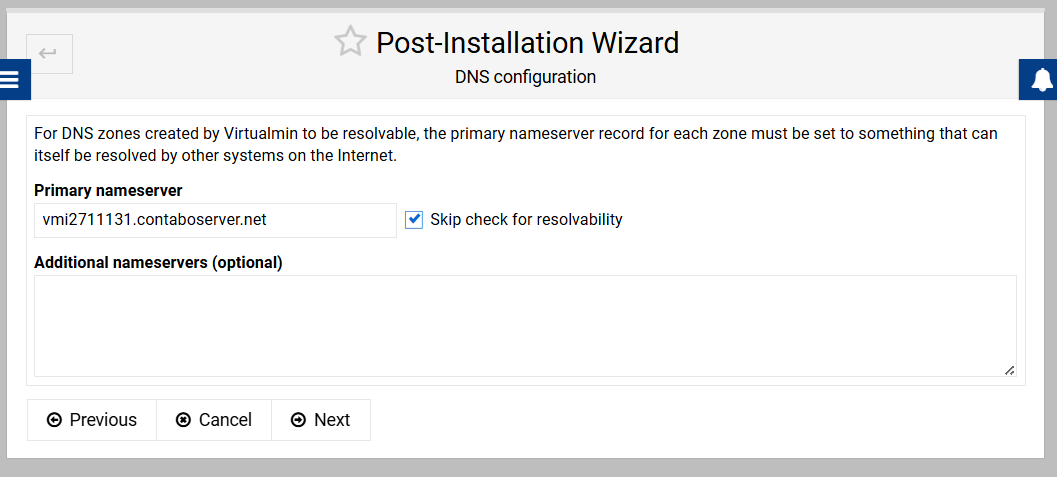 Post-Installation Wizard
DNS configuration
For DNS zones created by Virtualmin to be resolvable, the primary nameserver record for each zone must be set to something that can
itself be resolved by other systems on the Internet.
Primary nameserver
vmi2711131.contaboserver.net Skip check for resolvability
Additional nameservers (optional)
Previous Cancel Next